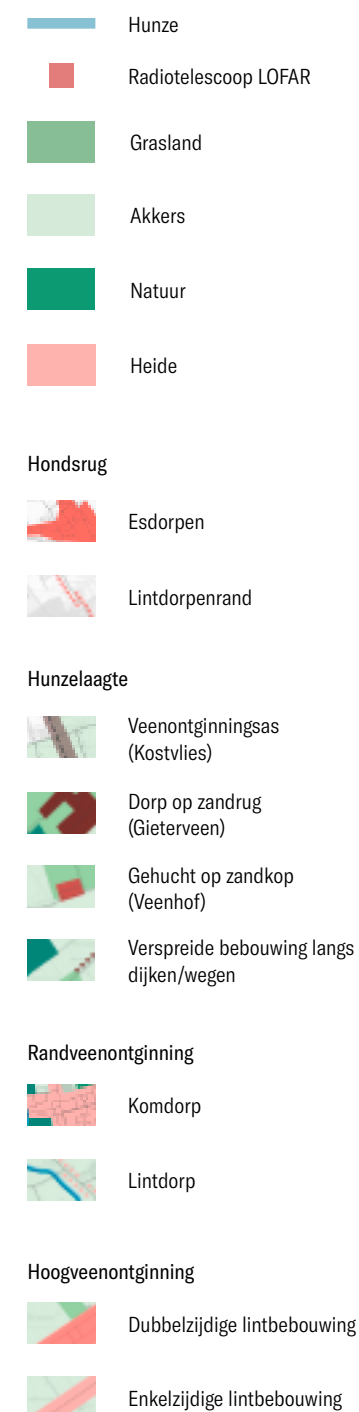 Hunze
Radiotelescoop LOFAR
Grasland
Akkers
Natuur
Heide
Hondsrug
Esdorpen
Lintdorpenrand
Hunzelaagte
Veenontginningsas
(Kostvlies)
Dorp op zandrug
(Gieterveen)
Gehucht op zandkop
(Veenhof)
Verspreide bebouwing langs
dijken/wegen
Randveenontginning
Komdorp
Lintdorp
Hoogveenontginning
Dubbelzijdige lintbebouwing
Enkelzijdige lintbebouwing